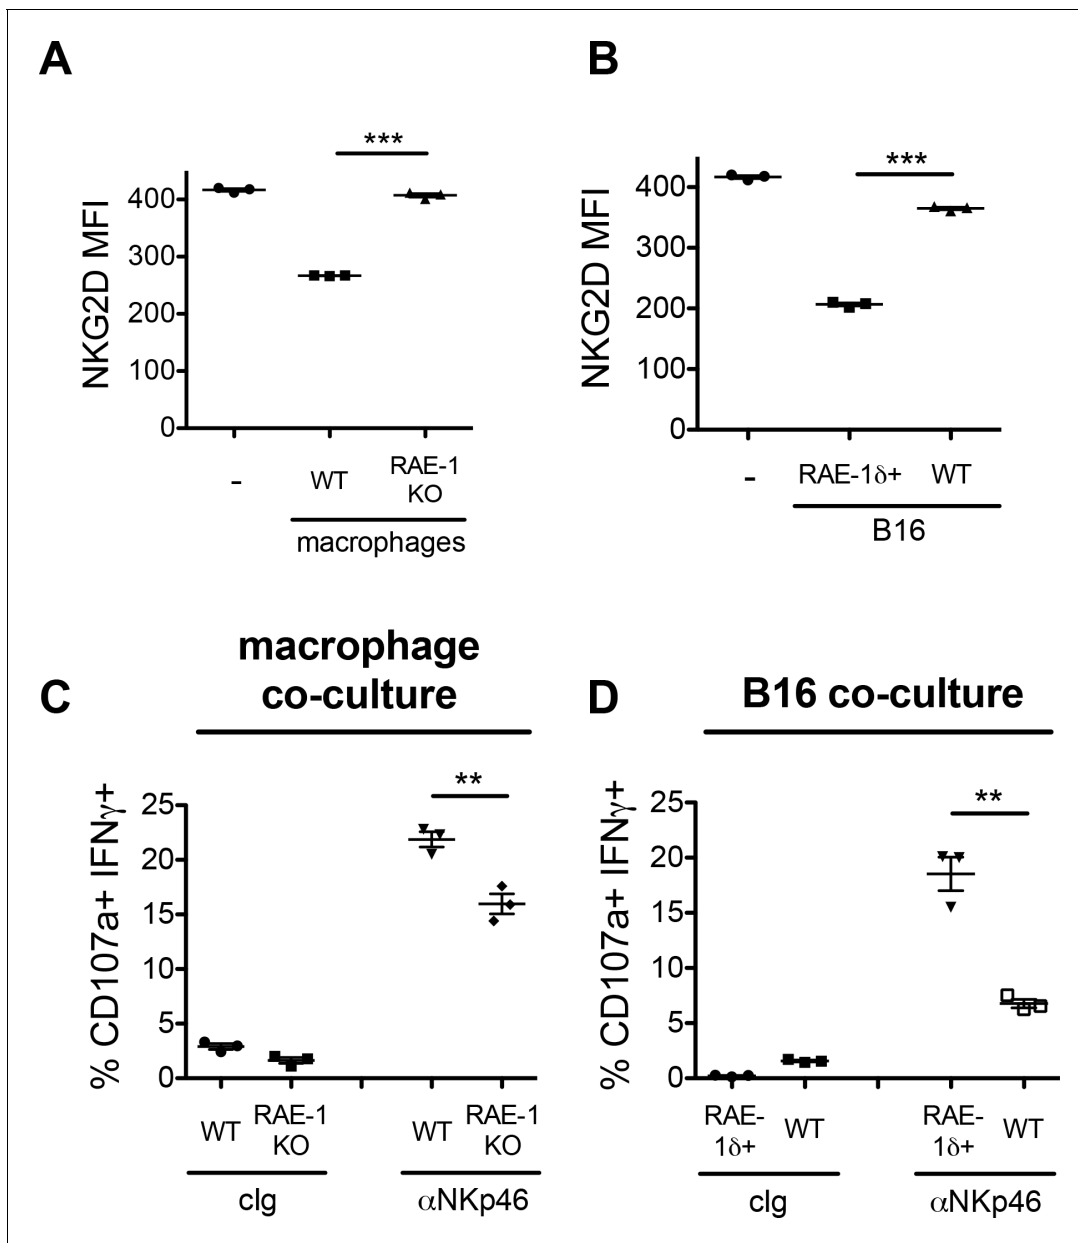 A
***
NKG2D MFI
400
300
200
100
0
-
WT
RAE-1
KO
macrophages
B
***
NKG2D MFI
400
300
200
100
0
-
RAE-1δ+
WT
B16
macrophage
co-culture
C
**
% CD107a+ IFNγ+
25
20
15
10
5
0
WT
RAE-1
KO
WT
RAE-1
KO
cIg
αNKp46
B16 co-culture
D
**
% CD107a+ IFNγ+
25
20
15
10
5
0
RAE-
1δ+
WT
RAE-
1δ+
WT
cIg
αNKp46